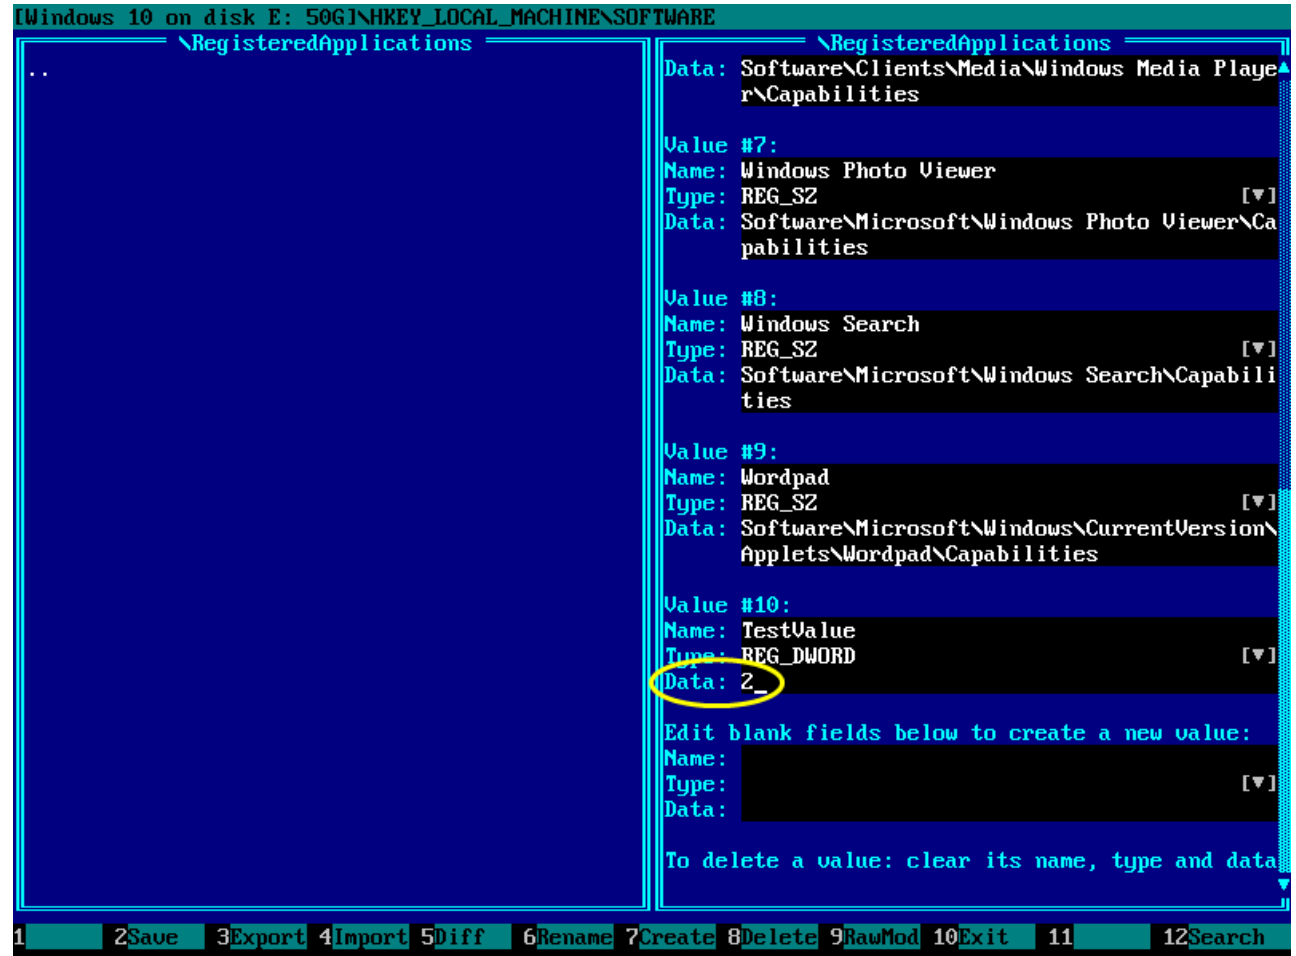 [Windows 10 on disk E: 50G]\HKEY_LOCAL_MACHINE\SOFTWARE
\RegisteredApplications
..
\RegisteredApplications
Data: Software\Clients\Media\Windows Media Playe
r\Capabilities
Value #7:
Name: Windows Photo Viewer
Type: REG_SZ [▼]
Data: Software\Microsoft\Windows Photo Viewer\Ca
pabilities
Value #8:
Name: Windows Search
Type: REG_SZ [▼]
Data: Software\Microsoft\Windows Search\Capabili
ties
Value #9:
Name: Wordpad
Type: REG_SZ [▼]
Data: Software\Microsoft\Windows\CurrentVersion\
Applets\Wordpad\Capabilities
Value #10:
Name: TestValue
Type: REG_DWORD [▼]
Data: 2_
Edit blank fields below to create a new value:
Name:
Type: [▼]
Data:
To delete a value: clear its name, type and data
1 2Save 3Export 4Import 5Diff 6Rename 7Create 8Delete 9RawMod 10Exit 11 12Search